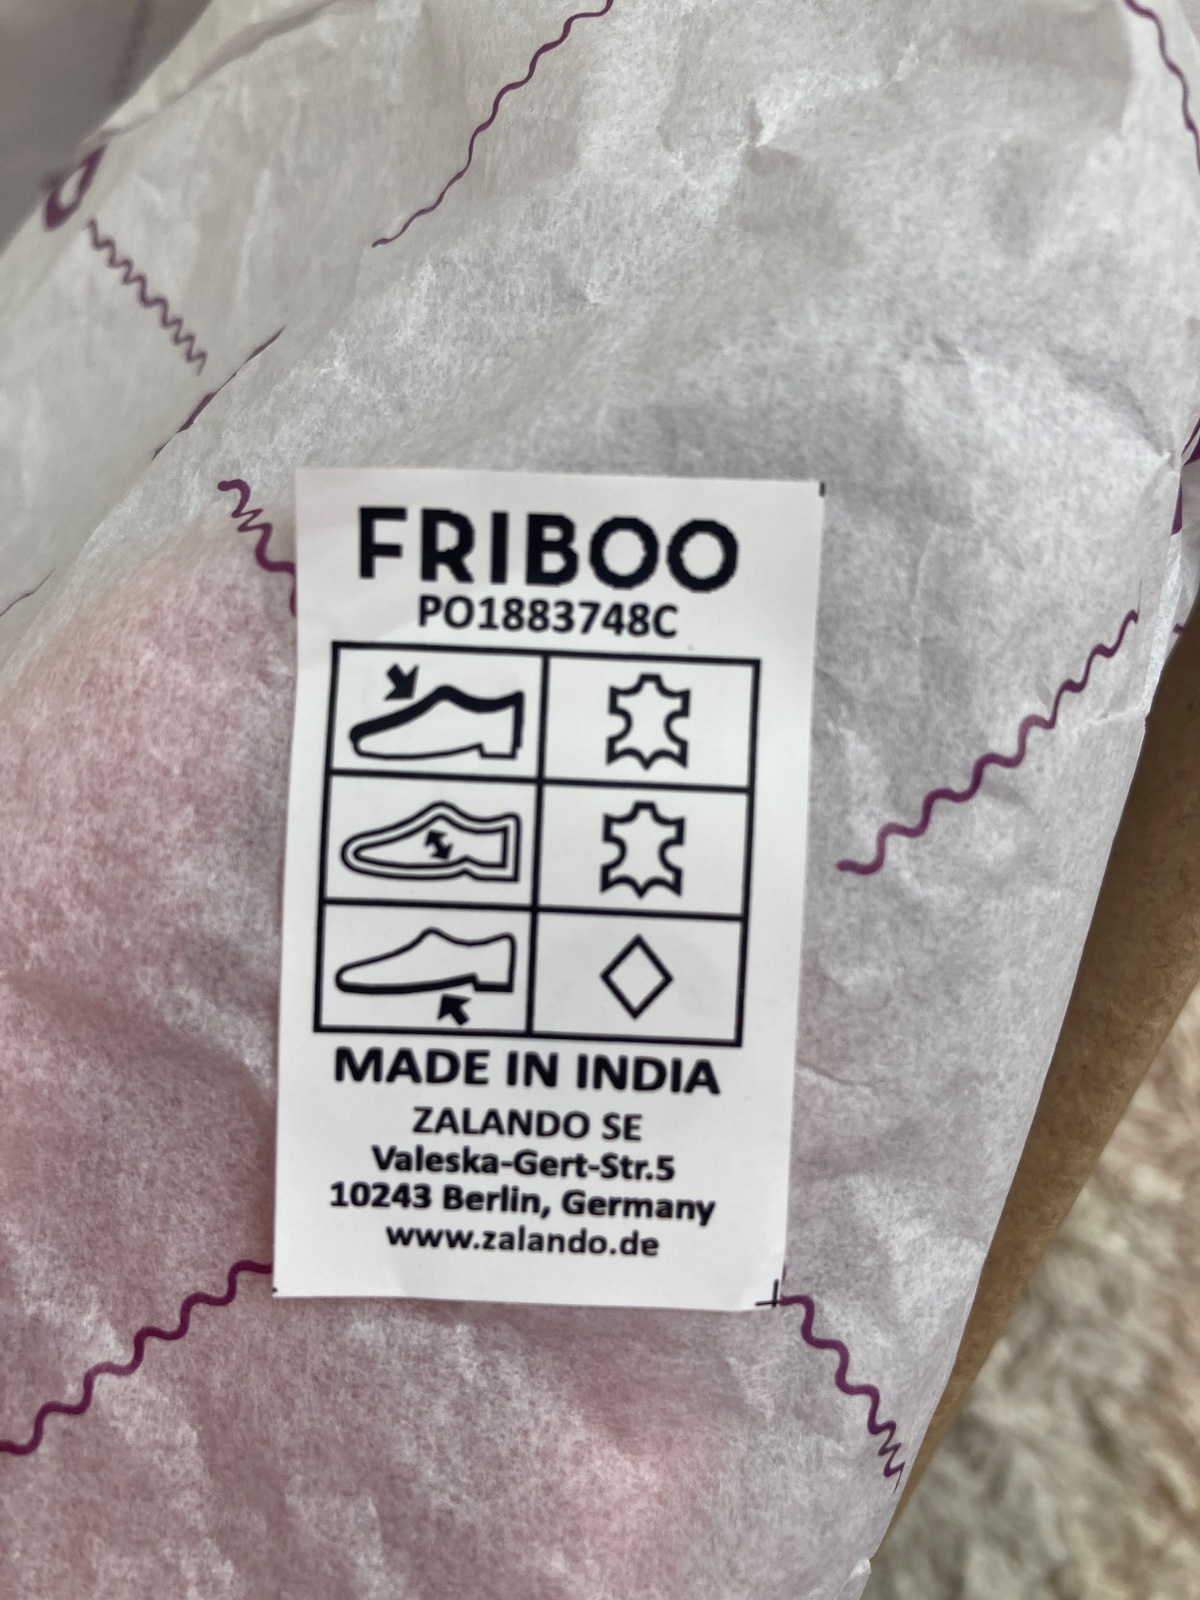 FRIBOO
PO1883748C
MADE IN INDIA
ZALANDO SE
Valeska-Gert-Str.5
10243 Berlin, Germany
www.zalando.de